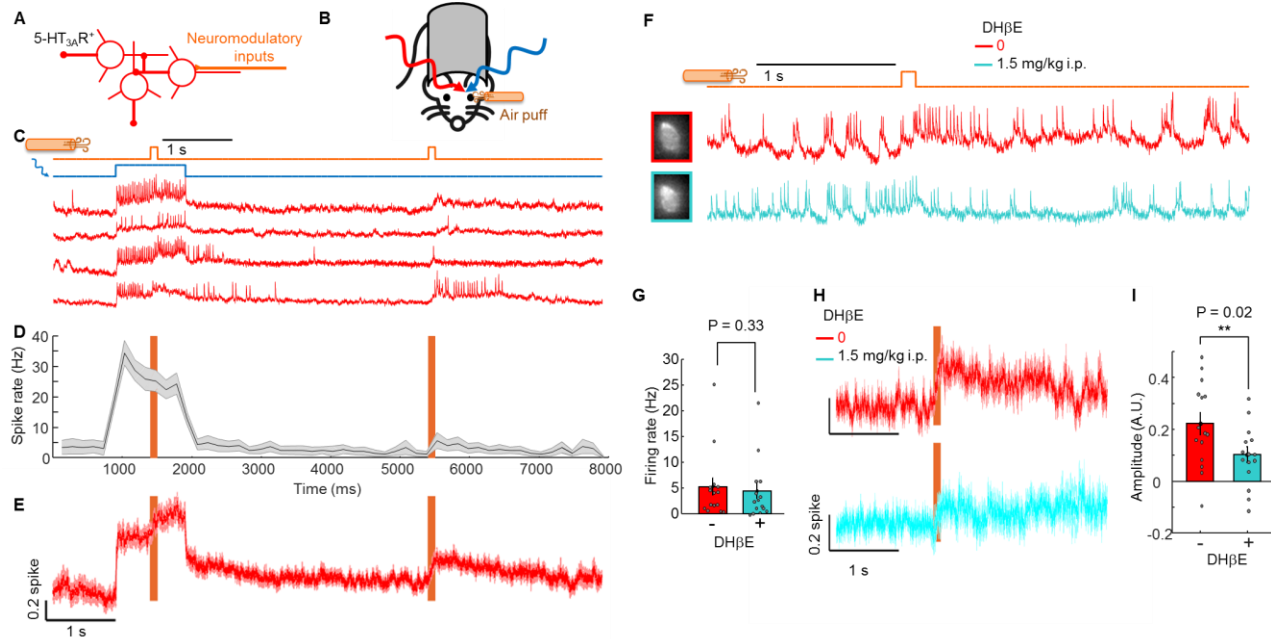 A
5-HT3AR+
Neuromodulatory
inputs
B
Air puff
C
1 s
D
Spike rate (Hz)
40
30
20
10
0
1000
2000
3000
4000
5000
6000
7000
8000
Time (ms)
E
0.2 spike
1 s
F
DHβE
0
1.5 mg/kg i.p.
1 s
G
P = 0.33
Firing rate (Hz)
30
25
20
15
10
5
0
-
+
DHβE
H
DHβE
0
1.5 mg/kg i.p.
0.2 spike
1 s
I
P = 0.02
**
Amplitude (A.U.)
0.4
0.2
0
-0.2
-
+
DHβE